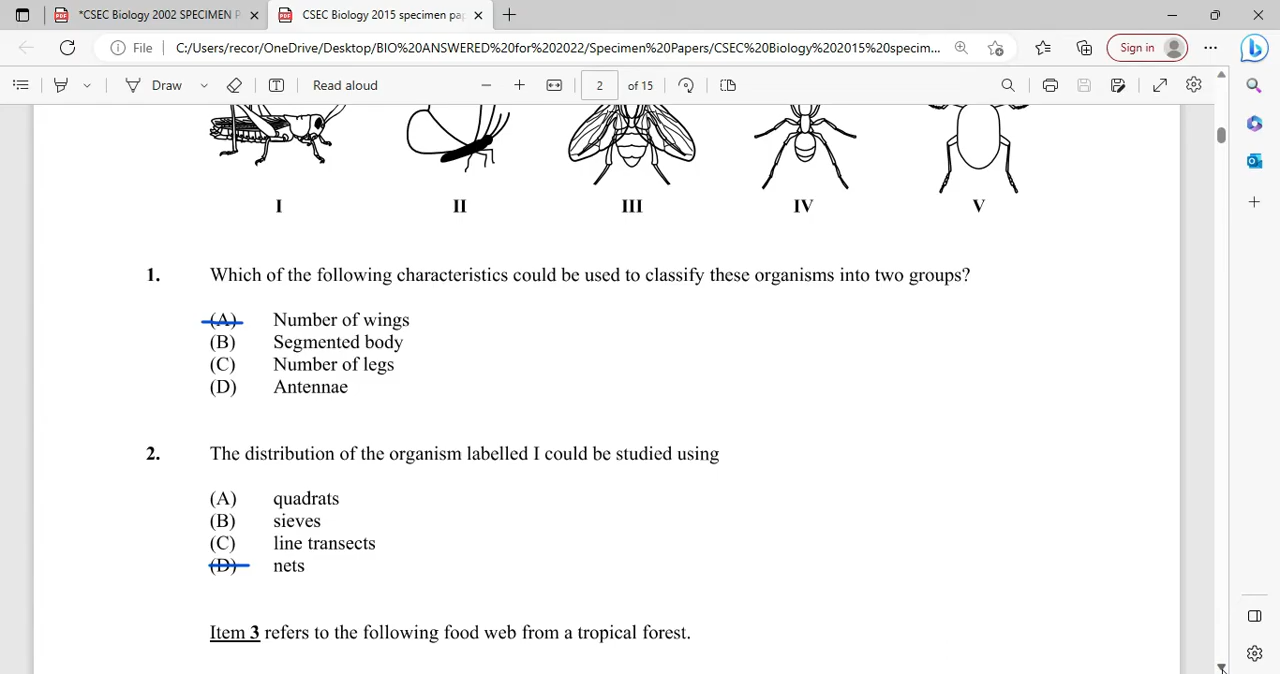 *CSEC Biology 2002 SPECIMEN P
CSEC Biology 2015 specimen pap
File
C:/Users/recor/OneDrive/Desktop/BIO%20ANSWERED%20for%202022/Specimen%20Papers/CSEC%20Biology%202015%20specim...
Sign in
Draw
Read aloud
2 of 15
I II III IV V
1. Which of the following characteristics could be used to classify these organisms into two groups?
(A) Number of wings
(B) Segmented body
(C) Number of legs
(D) Antennae
2. The distribution of the organism labelled I could be studied using
(A) quadrats
(B) sieves
(C) line transects
(D) nets
Item 3 refers to the following food web from a tropical forest.